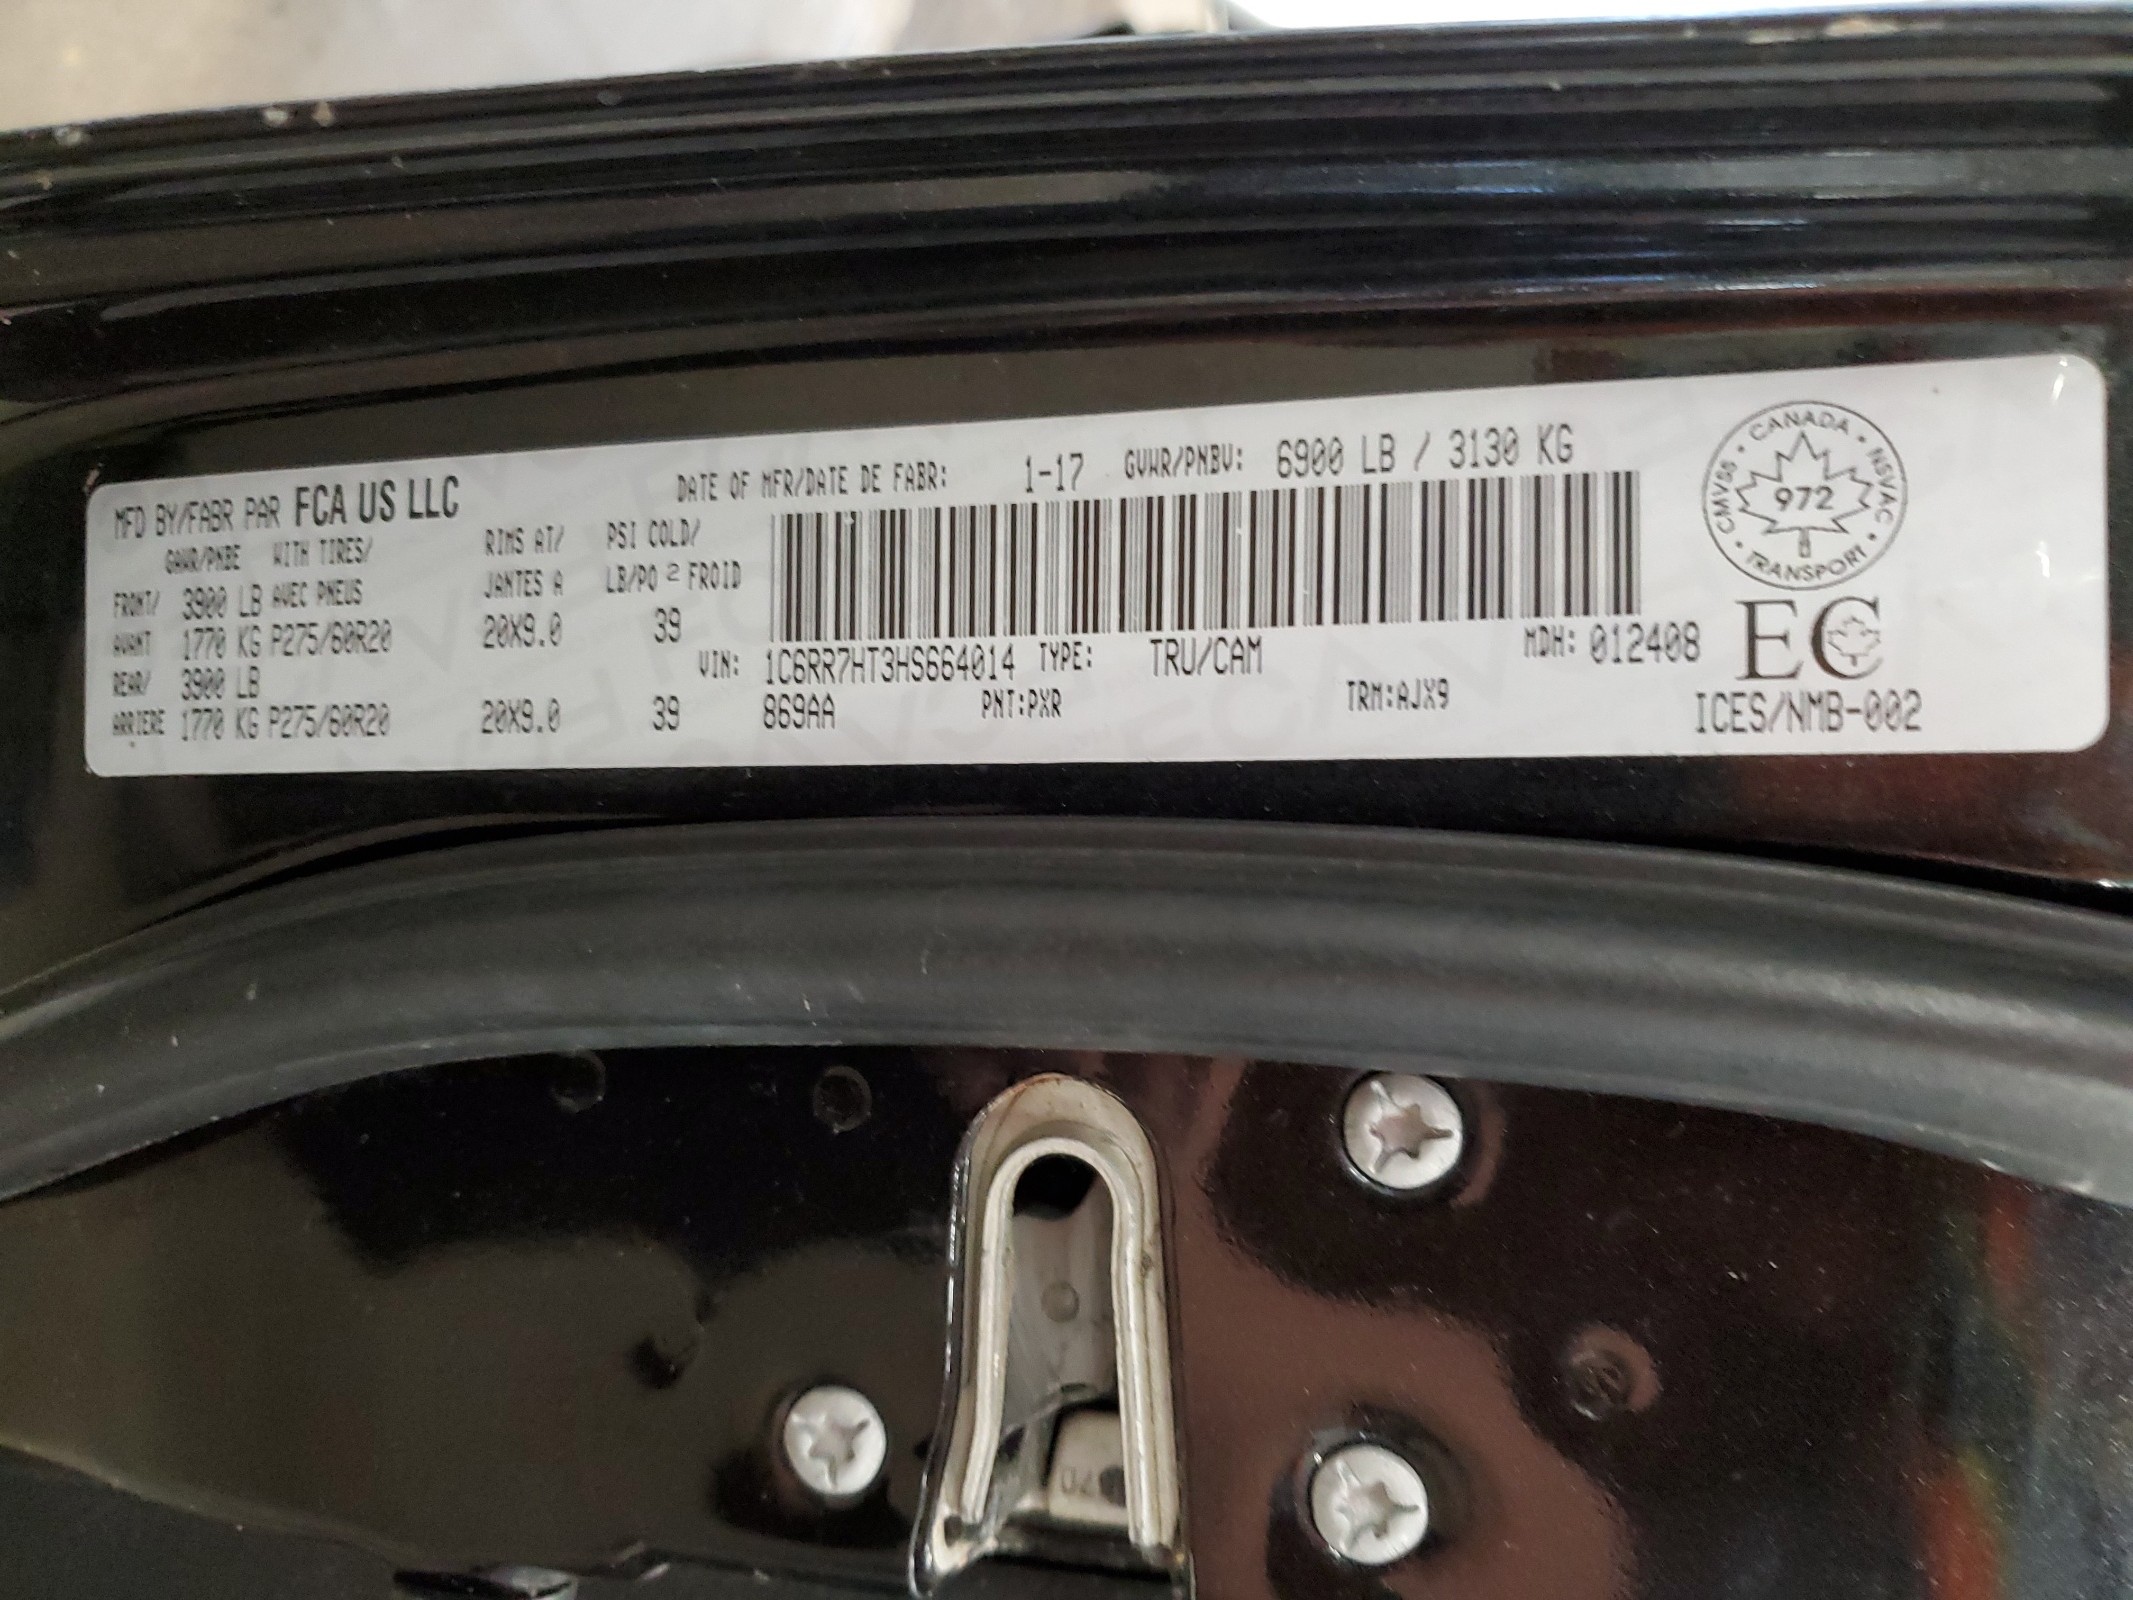 MFD BY/FABR PAR FCA US LLC
DATE OF MFR/DATE DE FABR: 1-17 GVWR/PNBV: 6900 LB / 3130 KG
GAWR/PNBE WITH TIRES/ RIMS AT/ PSI COLD/
AVEC PNEUS JANTES A LB/PO 2 FROID
FRONT/ 3900 LB
AVANT 1770 KG P275/60R20 20X9.0 39
REAR/ 3900 LB
ARRIERE 1770 KG P275/60R20 20X9.0 39
VIN: 1C6RR7HT3HS664014 TYPE: TRU/CAM MDH: 012408
869AA PNT:PXR TRM:AJX9
CANADA
CMVSS • NSVAC
972
TRANSPORT
EC
ICES/NMB-002